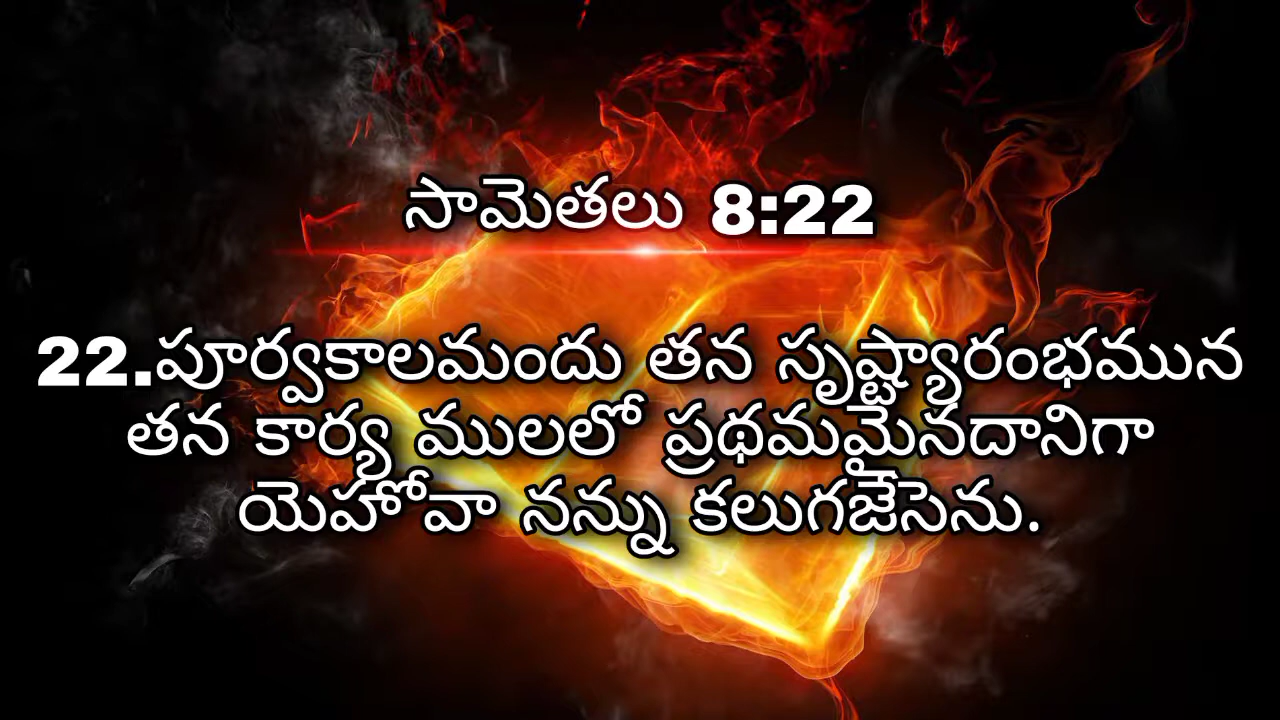 సామెతలు 8:22
22.పూర్వకాలమందు తన సృష్ట్యారంభమున
తన కార్య ములలో ప్రథమమైనదానిగా
యెహోవా నన్ను కలుగజేసెను.